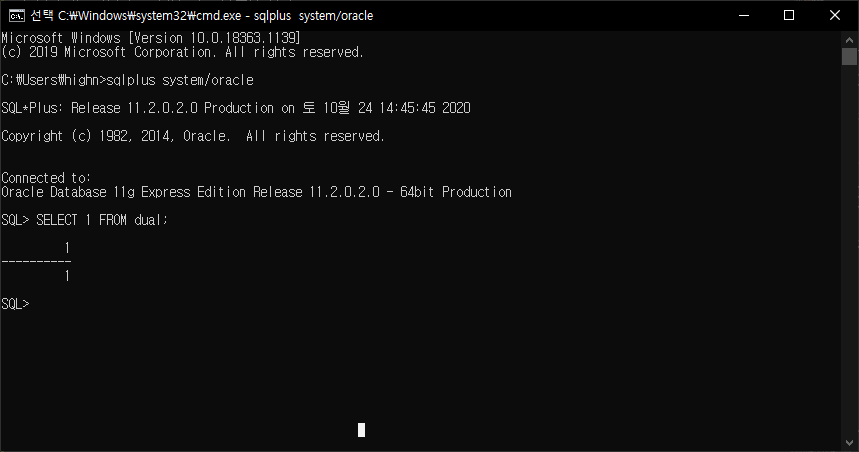 선택 C:₩Windows₩system32₩cmd.exe - sqlplus  system/oracle
Microsoft Windows [Version 10.0.18363.1139]
(c) 2019 Microsoft Corporation. All rights reserved.
C:₩Users₩highn>sqlplus system/oracle
SQL*Plus: Release 11.2.0.2.0 Production on 토 10월 24 14:45:45 2020
Copyright (c) 1982, 2014, Oracle.  All rights reserved.
Connected to:
Oracle Database 11g Express Edition Release 11.2.0.2.0 - 64bit Production
SQL> SELECT 1 FROM dual;
         1
----------
         1
SQL>